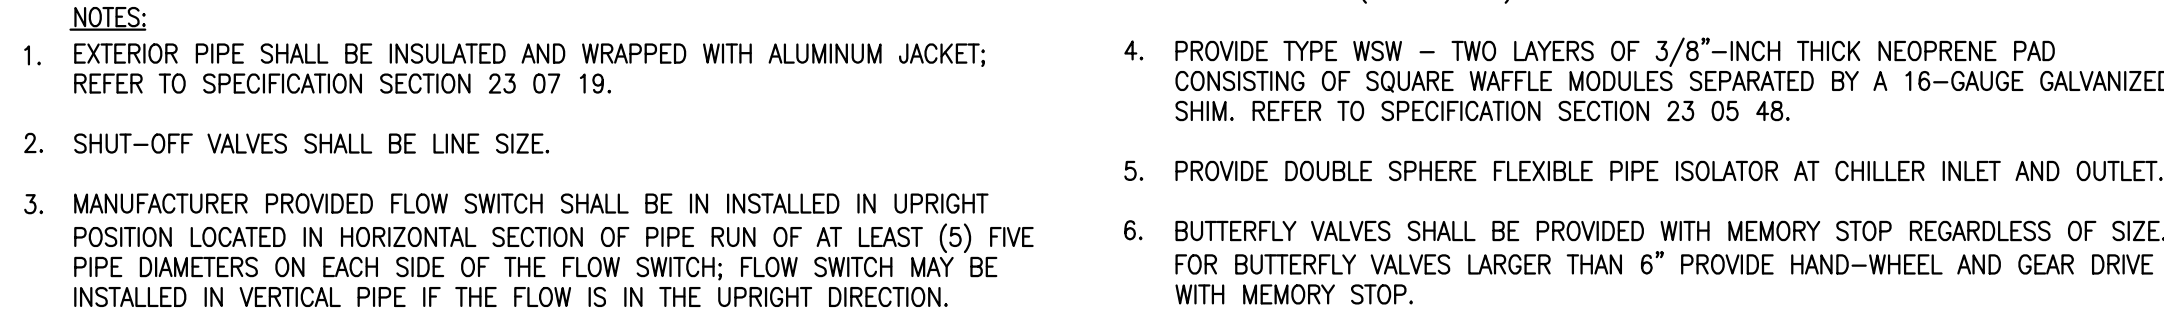 NOTES:
1. EXTERIOR PIPE SHALL BE INSULATED AND WRAPPED WITH ALUMINUM JACKET;
REFER TO SPECIFICATION SECTION 23 07 19.
2. SHUT-OFF VALVES SHALL BE LINE SIZE.
3. MANUFACTURER PROVIDED FLOW SWITCH SHALL BE IN INSTALLED IN UPRIGHT
POSITION LOCATED IN HORIZONTAL SECTION OF PIPE RUN OF AT LEAST (5) FIVE
PIPE DIAMETERS ON EACH SIDE OF THE FLOW SWITCH; FLOW SWITCH MAY BE
INSTALLED IN VERTICAL PIPE IF THE FLOW IS IN THE UPRIGHT DIRECTION.
4. PROVIDE TYPE WSW – TWO LAYERS OF 3/8"-INCH THICK NEOPRENE PAD
CONSISTING OF SQUARE WAFFLE MODULES SEPARATED BY A 16-GAUGE GALVANIZED
SHIM. REFER TO SPECIFICATION SECTION 23 05 48.
5. PROVIDE DOUBLE SPHERE FLEXIBLE PIPE ISOLATOR AT CHILLER INLET AND OUTLET.
6. BUTTERFLY VALVES SHALL BE PROVIDED WITH MEMORY STOP REGARDLESS OF SIZE.
FOR BUTTERFLY VALVES LARGER THAN 6" PROVIDE HAND-WHEEL AND GEAR DRIVE
WITH MEMORY STOP.